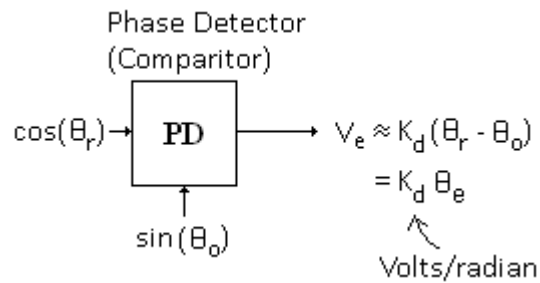 Phase Detector
(Comparitor)
cos(θr) PD Ve ≈ Kd(θr - θo)
= Kd θe
sin(θo)
Volts/radian